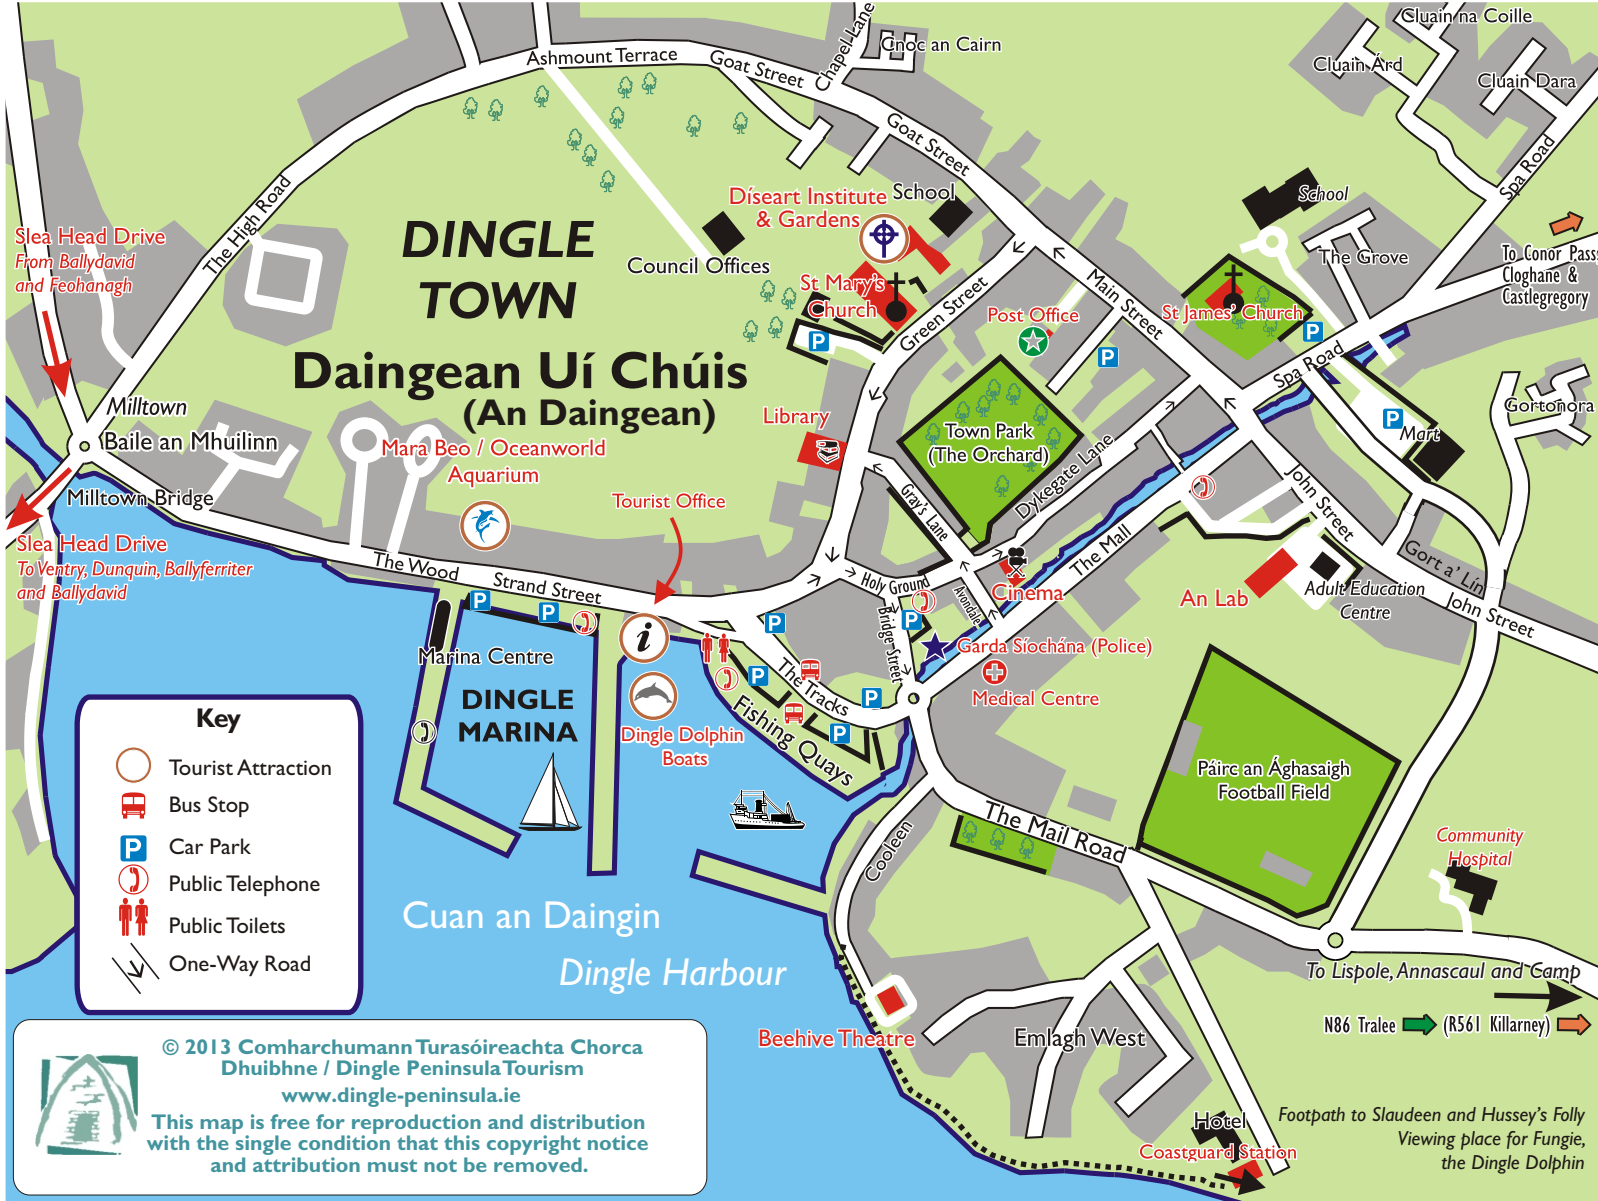 Cluain na Coille
Ashmount Terrace
Goat Street
Chapel Lane
Cnoc an Cairn
Cluain Árd
Cluain Dara
Goat Street
Spa Road
The High Road
Díseart Institute
& Gardens
School
School
Slea Head Drive
From Ballydavid
and Feohanagh
DINGLE
TOWN
Council Offices
The Grove
To Conor Pass
Cloghane &
Castlegregory
St Mary's
Church
Green Street
Post Office
Main Street
St James' Church
P
P
P
Spa Road
Daingean Uí Chúis
(An Daingean)
Milltown
Baile an Mhuilinn
Library
Town Park
(The Orchard)
P
Mart
Gortonora
Mara Beo / Oceanworld
Aquarium
Milltown Bridge
Tourist Office
Gray's Lane
Dykegate Lane
John Street
The Mall
Slea Head Drive
To Ventry, Dunquin, Ballyferriter
and Ballydavid
The Wood
Strand Street
Holy Ground
Cinema
Avondale
An Lab
Adult Education
Centre
Gort a' Lín
John Street
P
P
P
P
i
Bridge Street
Garda Síochána (Police)
Medical Centre
Marina Centre
DINGLE
MARINA
The Tracks
P
P
P
Fishing Quays
Dingle Dolphin
Boats
Páirc an Ághasaigh
Football Field
Key
Tourist Attraction
Bus Stop
P
Car Park
Public Telephone
Public Toilets
One-Way Road
The Mail Road
Cooleen
Community
Hospital
Cuan an Daingin
Dingle Harbour
To Lispole, Annascaul and Camp
N86 Tralee
(R561 Killarney)
Beehive Theatre
Emlagh West
© 2013 Comharchumann Turasóireachta Chorca
Dhuibhne / Dingle Peninsula Tourism
www.dingle-peninsula.ie
This map is free for reproduction and distribution
with the single condition that this copyright notice
and attribution must not be removed.
Hotel
Coastguard Station
Footpath to Slaudeen and Hussey's Folly
Viewing place for Fungie,
the Dingle Dolphin